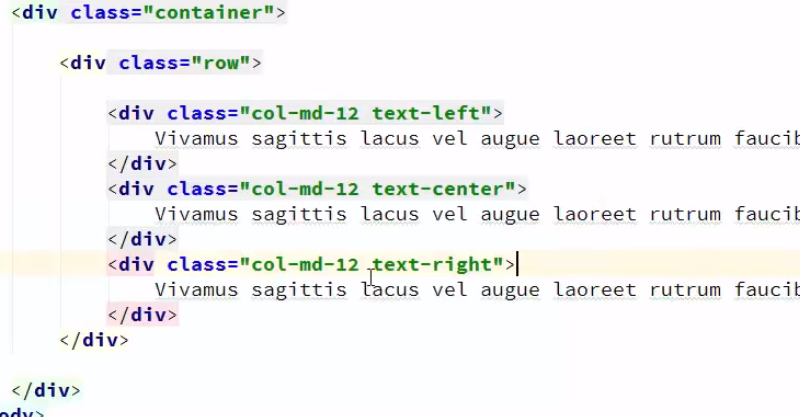 <div class="container">
<div class="row">
<div class="col-md-12 text-left">
Vivamus sagittis lacus vel augue laoreet rutrum faucib
</div>
<div class="col-md-12 text-center">
Vivamus sagittis lacus vel augue laoreet rutrum faucib
</div>
<div class="col-md-12 text-right">
Vivamus sagittis lacus vel augue laoreet rutrum faucib
</div>
</div>
</div>
ody>